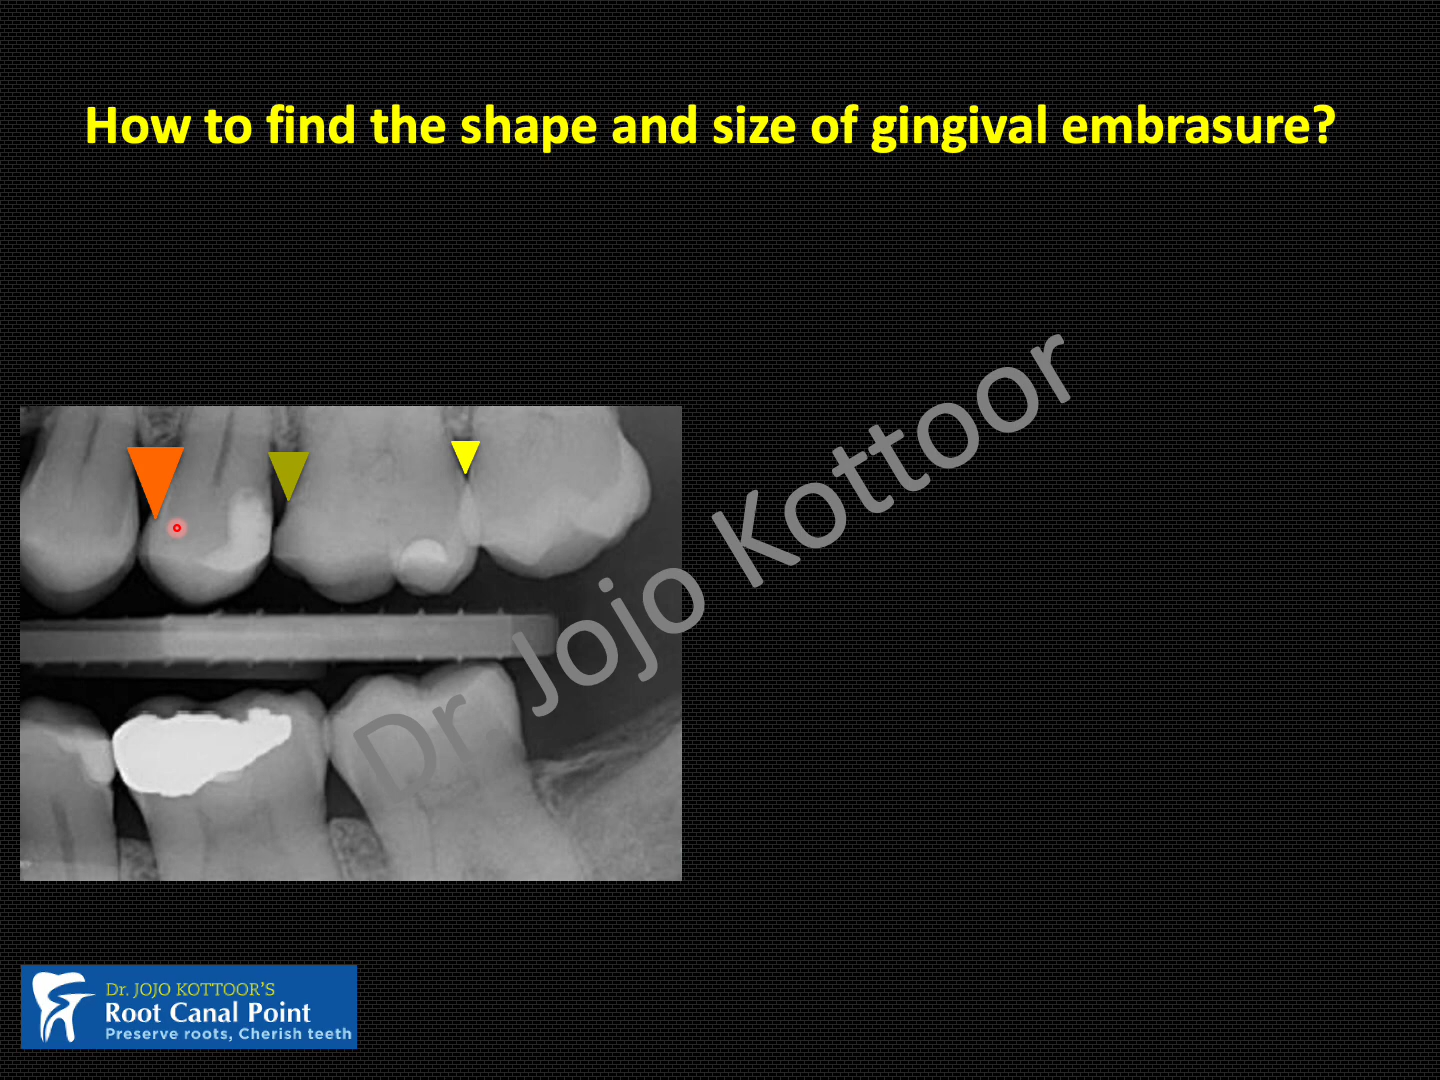 How to find the shape and size of gingival embrasure?
Dr. Jojo Kottoor
Dr. JOJO KOTTOOR'S
Root Canal Point
Preserve roots, Cherish teeth